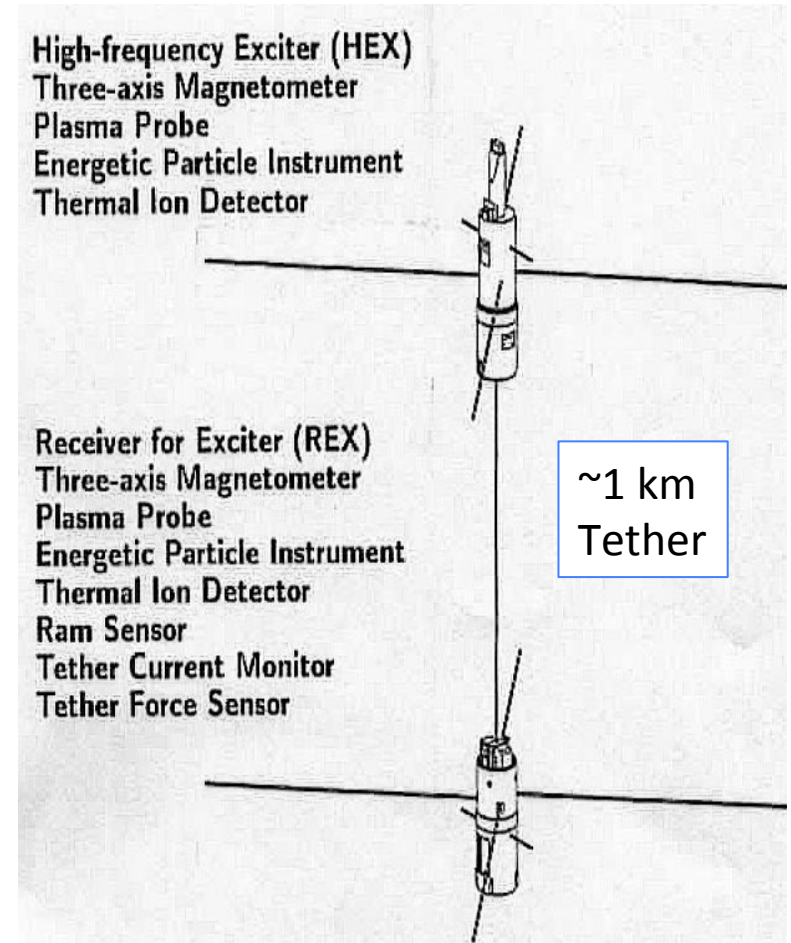 High-frequency Exciter (HEX)
Three-axis Magnetometer
Plasma Probe
Energetic Particle Instrument
Thermal Ion Detector
Receiver for Exciter (REX)
Three-axis Magnetometer
Plasma Probe
Energetic Particle Instrument
Thermal Ion Detector
Ram Sensor
Tether Current Monitor
Tether Force Sensor
~1 km
Tether